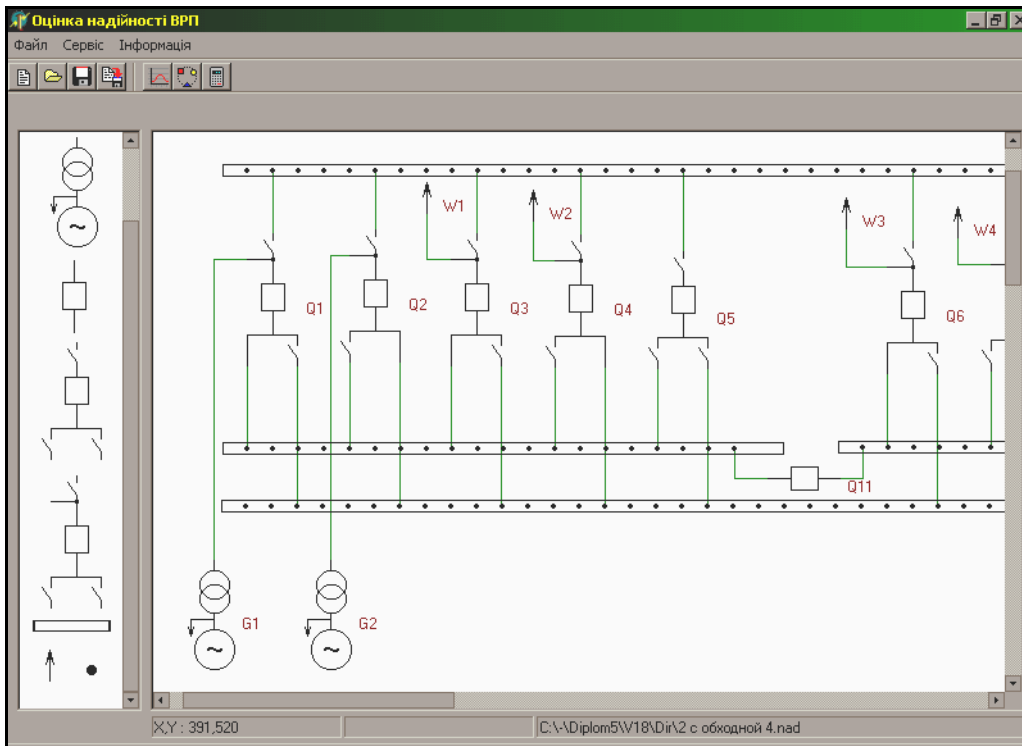 Оцінка надійності ВРП
Файл Сервіс Інформація
W1 W2 W3 W4
Q1 Q2 Q3 Q4 Q5 Q6
Q11
G1 G2
X,Y : 391,520 C:\-\Diplom5\V18\Dir\2 с обходной 4.nad